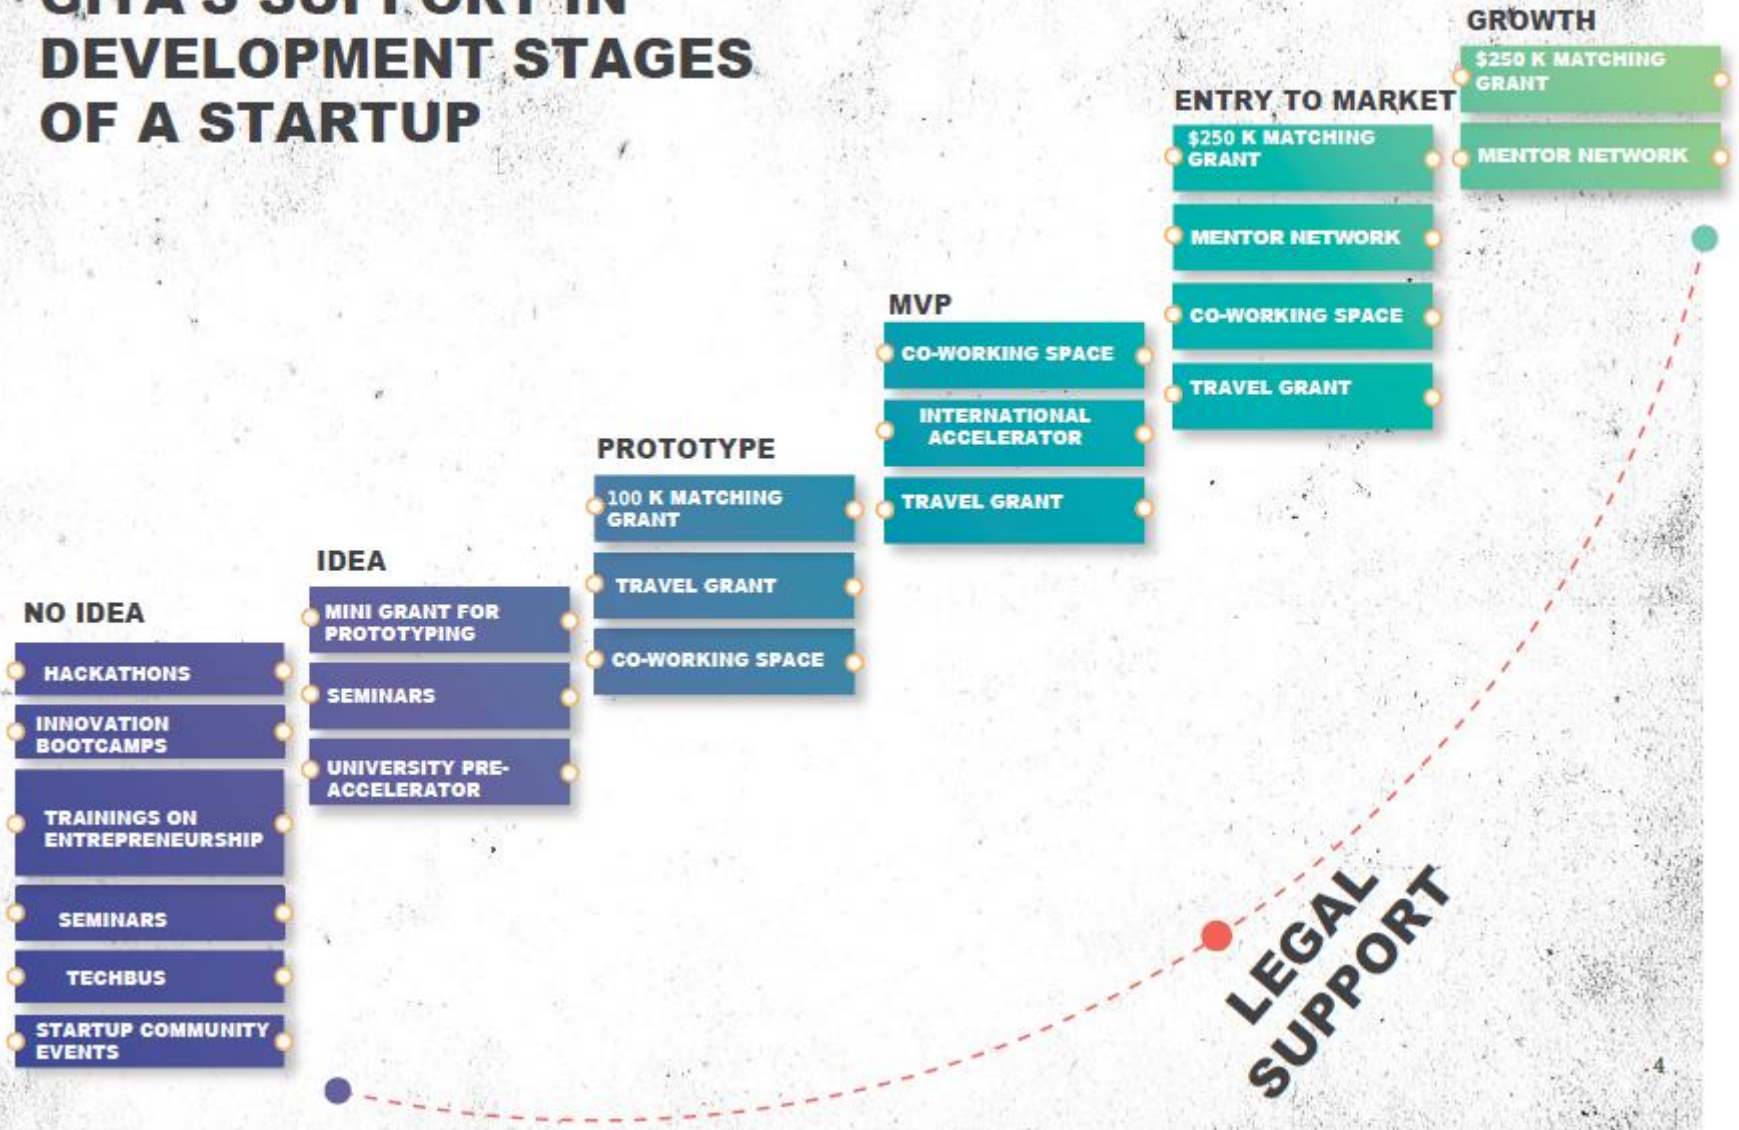 GITA'S SUPPORT IN
DEVELOPMENT STAGES
OF A STARTUP
NO IDEA
HACKATHONS
INNOVATION
BOOTCAMPS
TRAININGS ON
ENTREPRENEURSHIP
SEMINARS
TECHBUS
STARTUP COMMUNITY
EVENTS
IDEA
MINI GRANT FOR
PROTOTYPING
SEMINARS
UNIVERSITY PRE-
ACCELERATOR
PROTOTYPE
100 K MATCHING
GRANT
TRAVEL GRANT
CO-WORKING SPACE
MVP
CO-WORKING SPACE
INTERNATIONAL
ACCELERATOR
TRAVEL GRANT
ENTRY TO MARKET
$250 K MATCHING
GRANT
MENTOR NETWORK
CO-WORKING SPACE
TRAVEL GRANT
GROWTH
$250 K MATCHING
GRANT
MENTOR NETWORK
LEGAL
SUPPORT
4